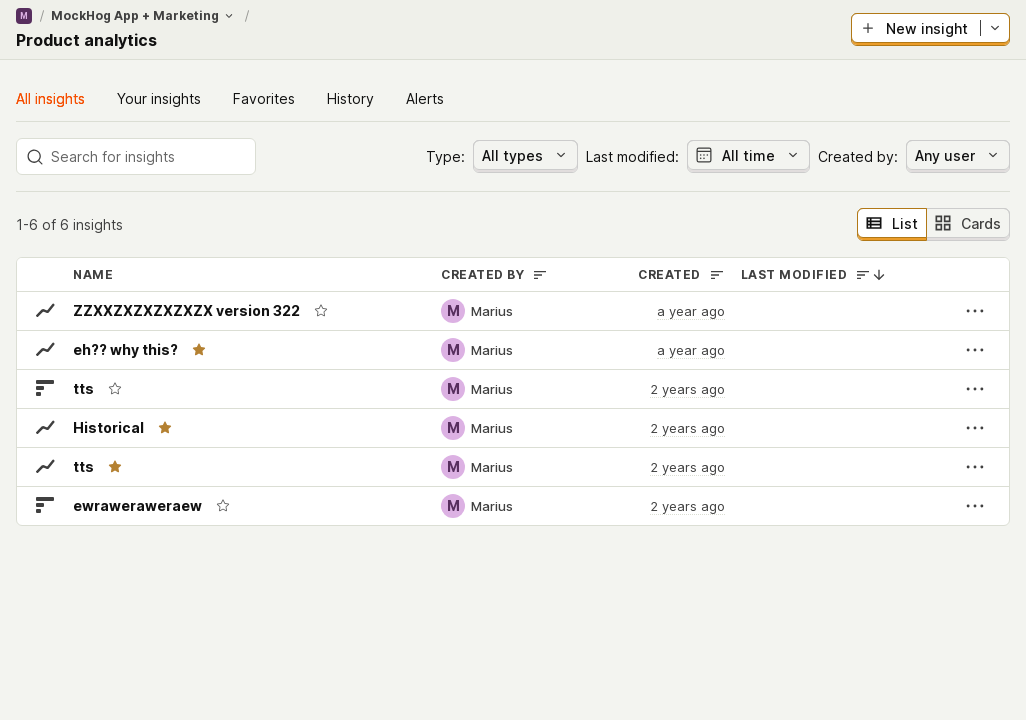 M / MockHog App + Marketing /
Product analytics
New insight
All insights Your insights Favorites History Alerts
Search for insights Type: All types Last modified: All time Created by: Any user
1-6 of 6 insights List Cards
NAME CREATED BY CREATED LAST MODIFIED
ZZXXZXZXZXZXZX version 322 M Marius a year ago
eh?? why this? M Marius a year ago
tts M Marius 2 years ago
Historical M Marius 2 years ago
tts M Marius 2 years ago
ewraweraweraew M Marius 2 years ago